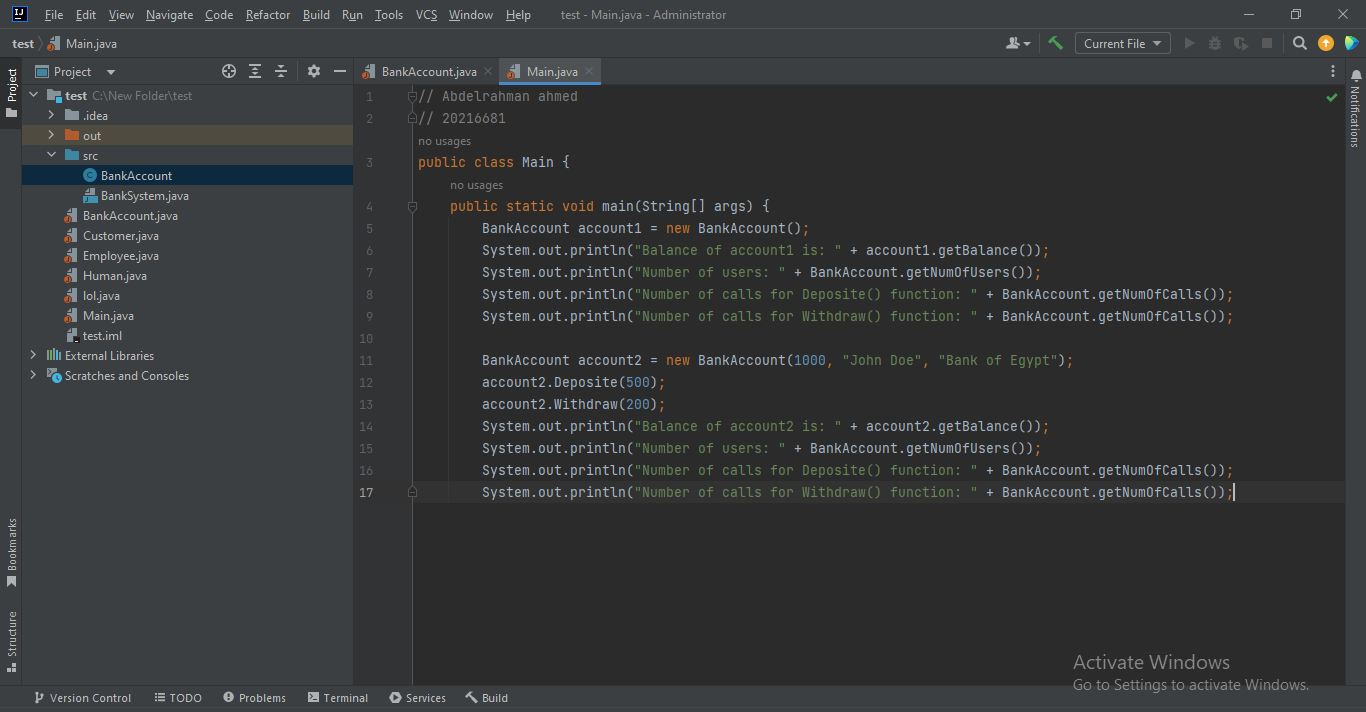 File Edit View Navigate Code Refactor Build Run Tools VCS Window Help test - Main.java - Administrator
test Main.java Current File
Project
BankAccount.java Main.java
Project
test C:\New Folder\test
.idea
out
src
BankAccount
BankSystem.java
BankAccount.java
Customer.java
Employee.java
Human.java
lol.java
Main.java
test.iml
External Libraries
Scratches and Consoles
Bookmarks
Structure
1 // Abdelrahman ahmed
2 // 20216681
no usages
3 public class Main {
no usages
4 public static void main(String[] args) {
5 BankAccount account1 = new BankAccount();
6 System.out.println("Balance of account1 is: " + account1.getBalance());
7 System.out.println("Number of users: " + BankAccount.getNumOfUsers());
8 System.out.println("Number of calls for Deposite() function: " + BankAccount.getNumOfCalls());
9 System.out.println("Number of calls for Withdraw() function: " + BankAccount.getNumOfCalls());
10
11 BankAccount account2 = new BankAccount(1000, "John Doe", "Bank of Egypt");
12 account2.Deposite(500);
13 account2.Withdraw(200);
14 System.out.println("Balance of account2 is: " + account2.getBalance());
15 System.out.println("Number of users: " + BankAccount.getNumOfUsers());
16 System.out.println("Number of calls for Deposite() function: " + BankAccount.getNumOfCalls());
17 System.out.println("Number of calls for Withdraw() function: " + BankAccount.getNumOfCalls());
Notifications
Activate Windows
Go to Settings to activate Windows.
Version Control TODO Problems Terminal Services Build